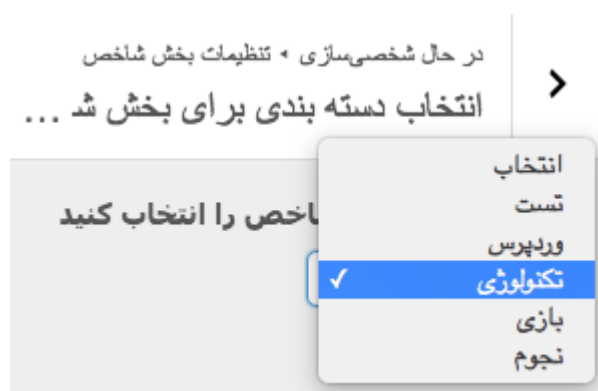 در حال شخصی‌سازی ◂ تنظیمات بخش شاخص
انتخاب دسته بندی برای بخش شـ ...
انتخاب
تست
وردپرس
تکنولوژی
بازی
نجوم
را انتخاب کنید